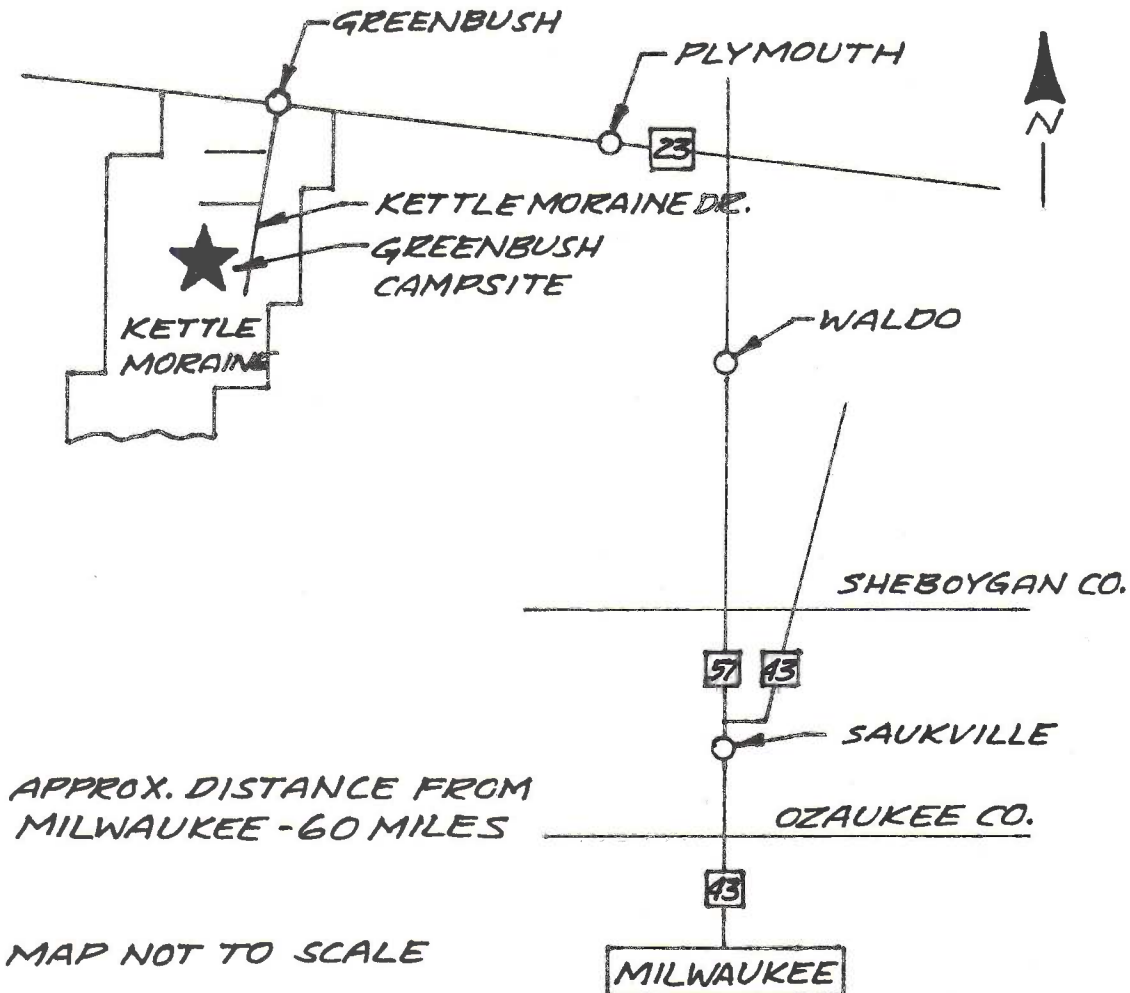 GREENBUSH
PLYMOUTH
N
23
KETTLE MORAINE DR.
GREENBUSH
CAMPSITE
KETTLE
MORAINE
WALDO
SHEBOYGAN CO.
57
43
SAUKVILLE
APPROX. DISTANCE FROM
MILWAUKEE - 60 MILES
OZAUKEE CO.
43
MAP NOT TO SCALE
MILWAUKEE